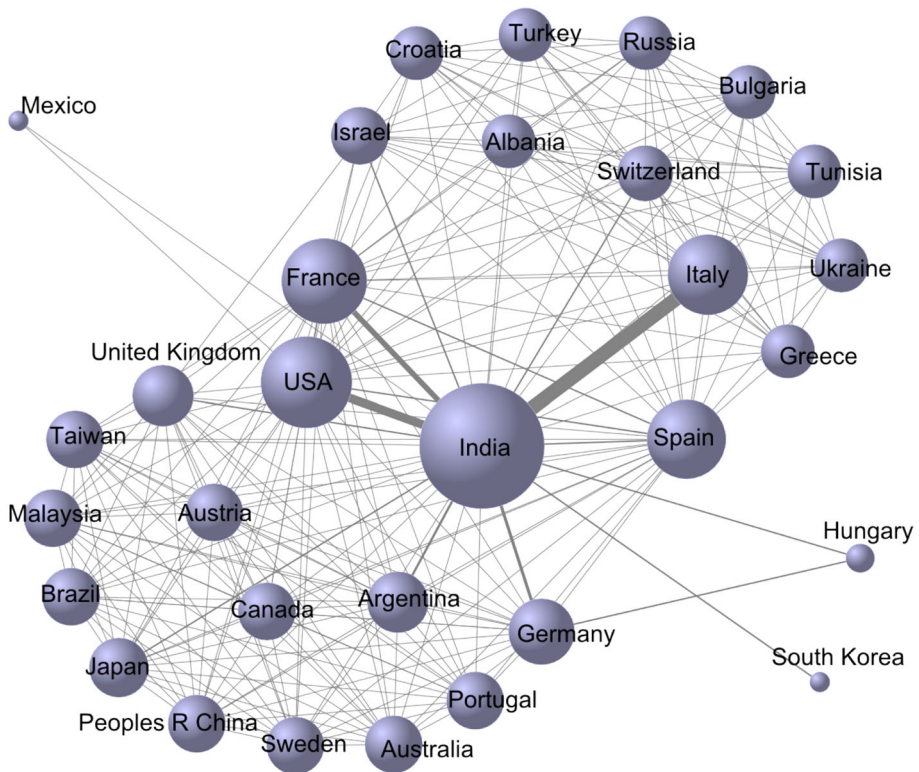 Turkey
Russia
Croatia
Bulgaria
Mexico
Israel
Albania
Switzerland
Tunisia
France
Italy
Ukraine
United Kingdom
Greece
USA
Taiwan
India
Spain
Malaysia
Austria
Hungary
Brazil
Canada
Argentina
Germany
Japan
South Korea
Portugal
Peoples R China
Sweden
Australia